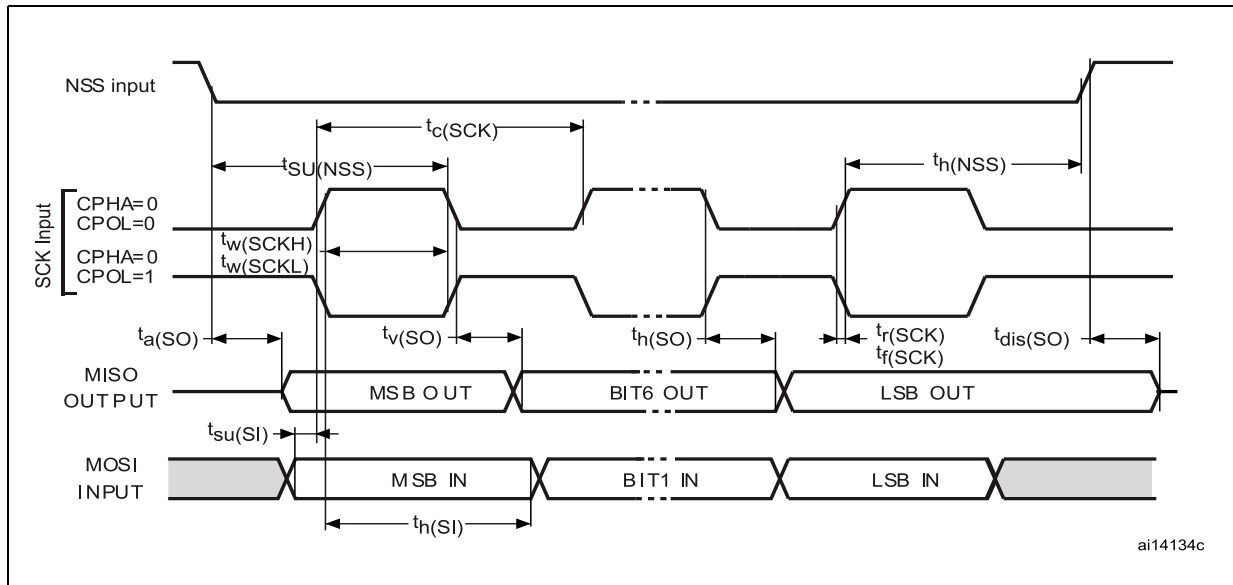 NSS input
tc(SCK)
tSU(NSS)
th(NSS)
SCK Input
CPHA=0
CPOL=0
tw(SCKH)
CPHA=0
tw(SCKL)
CPOL=1
ta(SO)
tv(SO)
th(SO)
tr(SCK)
tf(SCK)
tdis(SO)
MISO
OUTPUT
MSB OUT
BIT6 OUT
LSB OUT
tsu(SI)
MOSI
INPUT
MSB IN
BIT1 IN
LSB IN
th(SI)
ai14134c